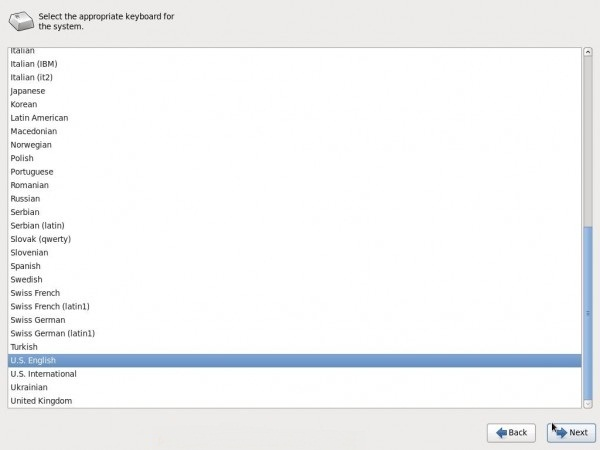 Select the appropriate keyboard for
the system.
Italian
Italian (IBM)
Italian (it2)
Japanese
Korean
Latin American
Macedonian
Norwegian
Polish
Portuguese
Romanian
Russian
Serbian
Serbian (latin)
Slovak (qwerty)
Slovenian
Spanish
Swedish
Swiss French
Swiss French (latin1)
Swiss German
Swiss German (latin1)
Turkish
U.S. English
U.S. International
Ukrainian
United Kingdom
Back
Next